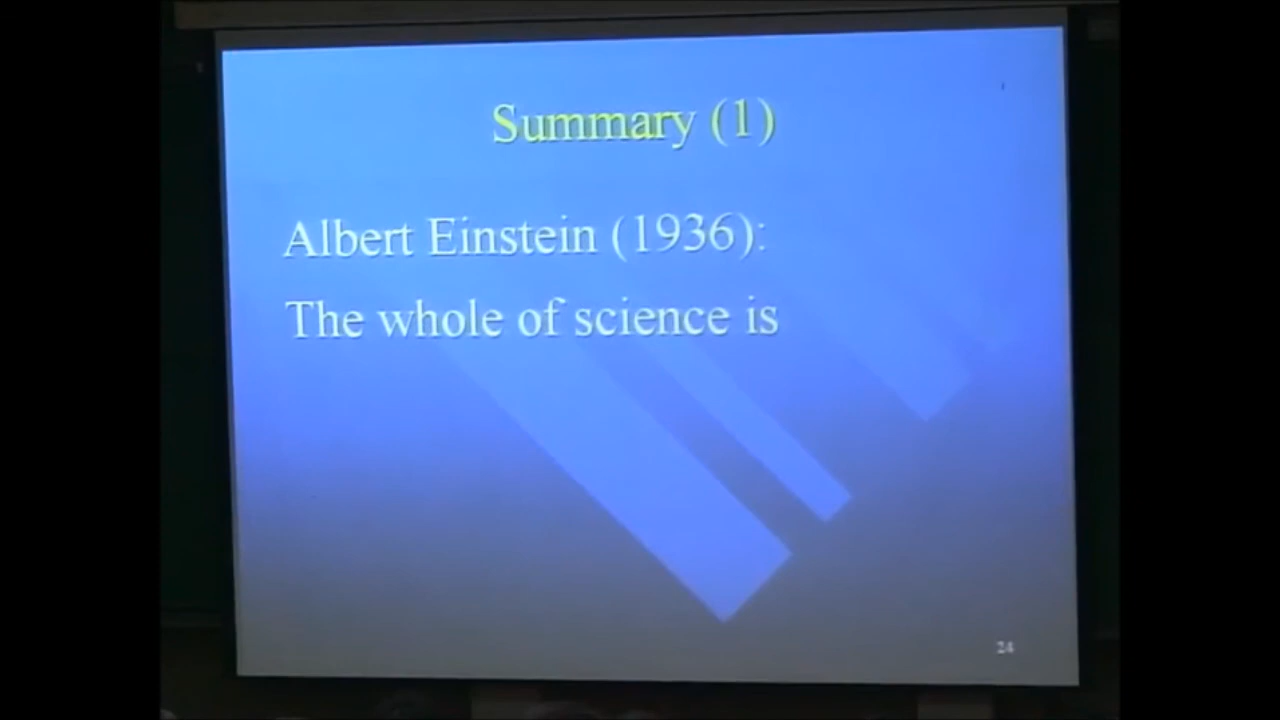 Summary (1)
Albert Einstein (1936):
The whole of science is
24